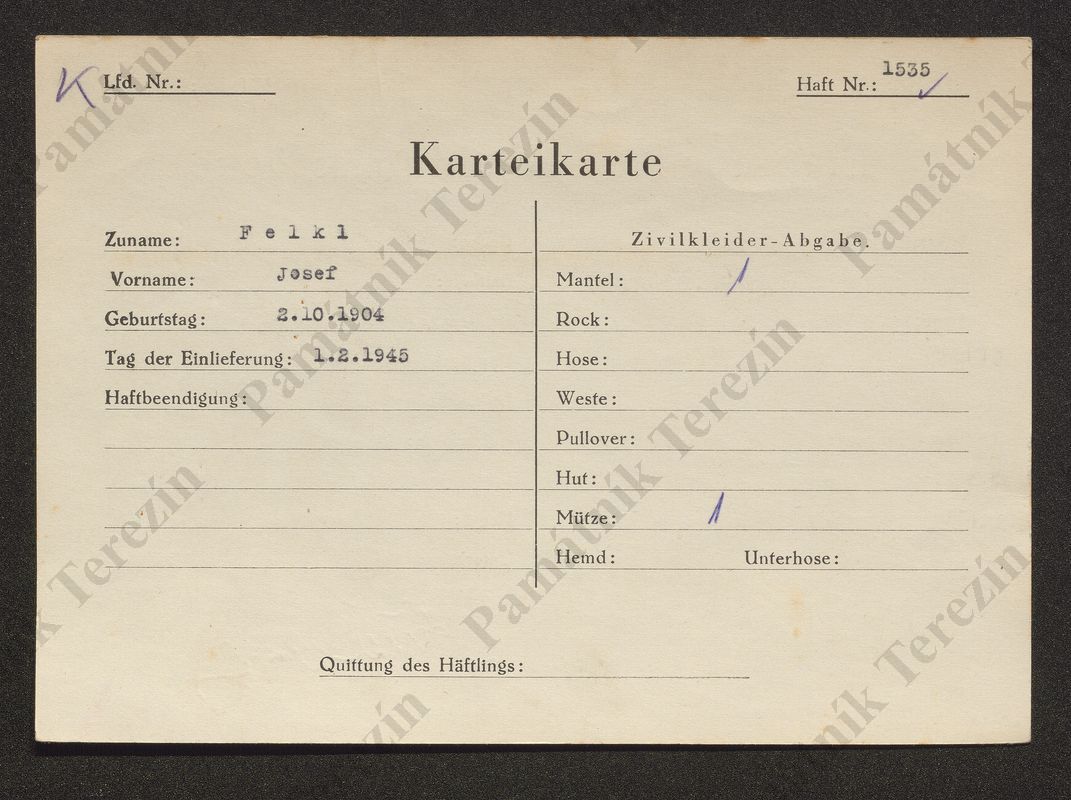 K Lfd. Nr.:
Haft Nr.: 1535
Karteikarte
Zuname: Felkl
Vorname: Josef
Geburtstag: 2.10.1904
Tag der Einlieferung: 1.2.1945
Haftbeendigung:
Zivilkleider-Abgabe.
Mantel: 1
Rock:
Hose:
Weste:
Pullover:
Hut:
Mütze: 1
Hemd: Unterhose:
Quittung des Häftlings:
Památník Terezín